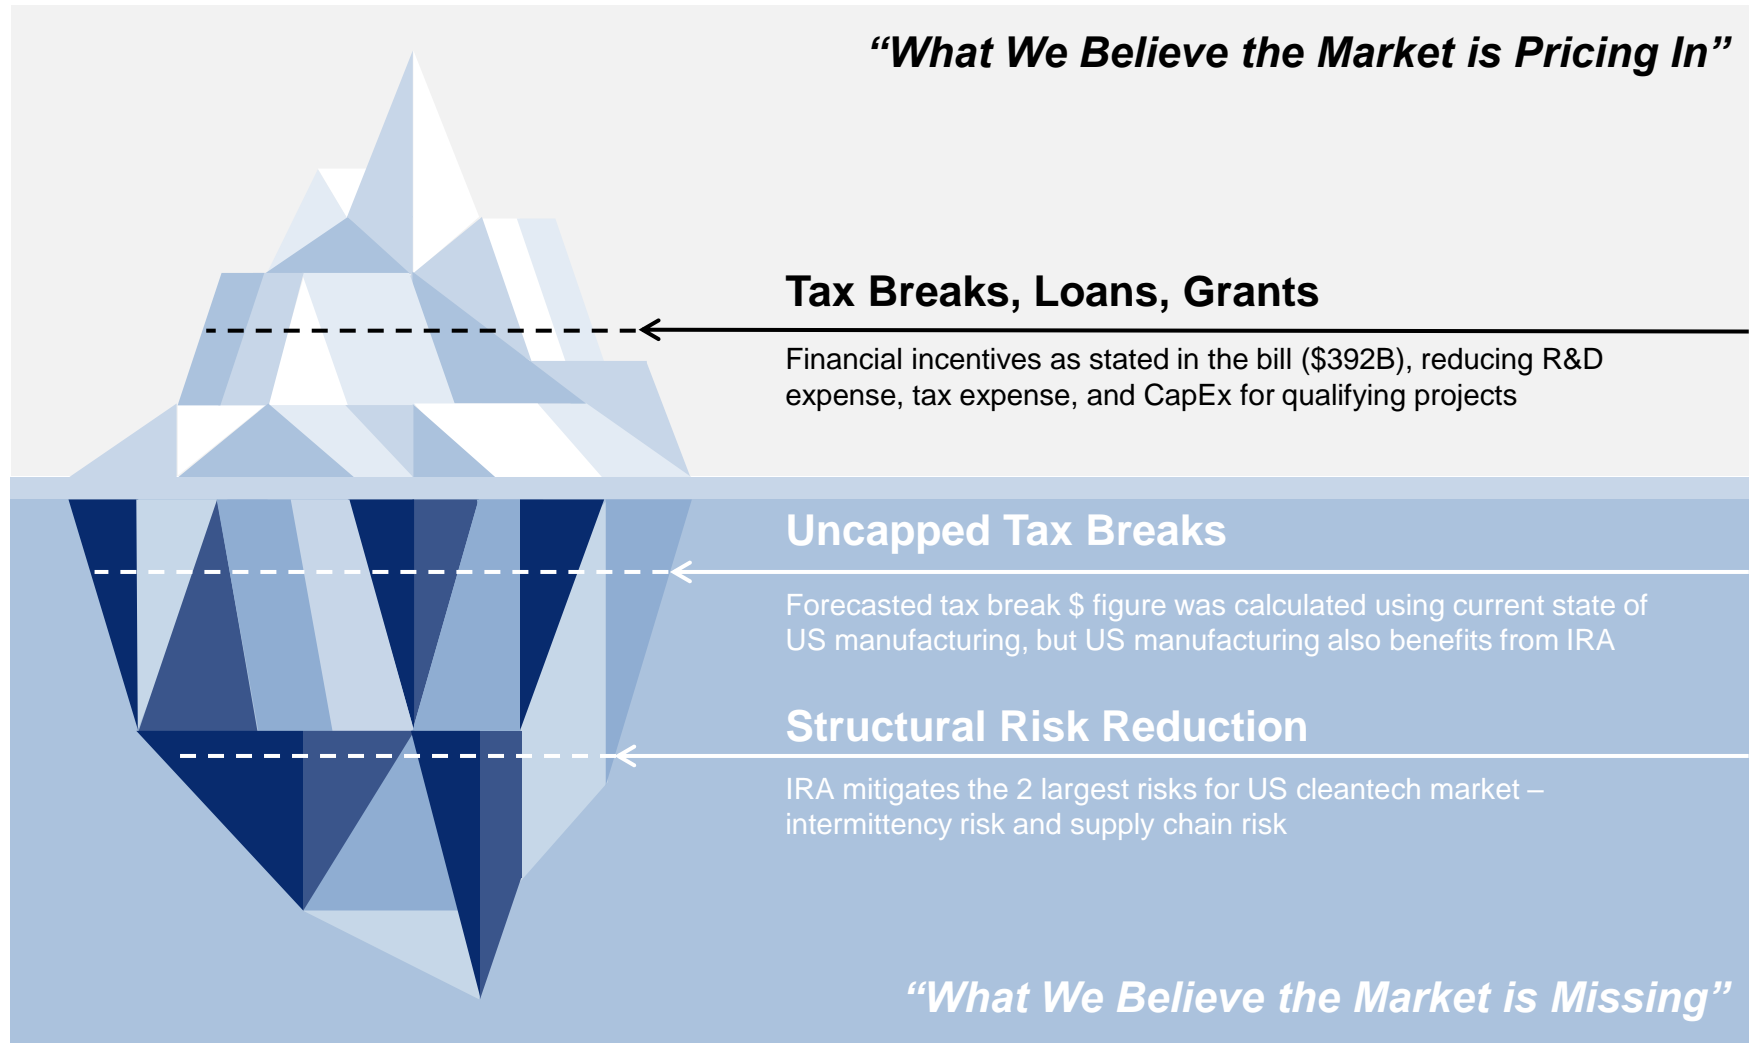 “What We Believe the Market is Pricing In”
Tax Breaks, Loans, Grants
Financial incentives as stated in the bill ($392B), reducing R&D
expense, tax expense, and CapEx for qualifying projects
Uncapped Tax Breaks
Forecasted tax break $ figure was calculated using current state of
US manufacturing, but US manufacturing also benefits from IRA
Structural Risk Reduction
IRA mitigates the 2 largest risks for US cleantech market –
intermittency risk and supply chain risk
“What We Believe the Market is Missing”